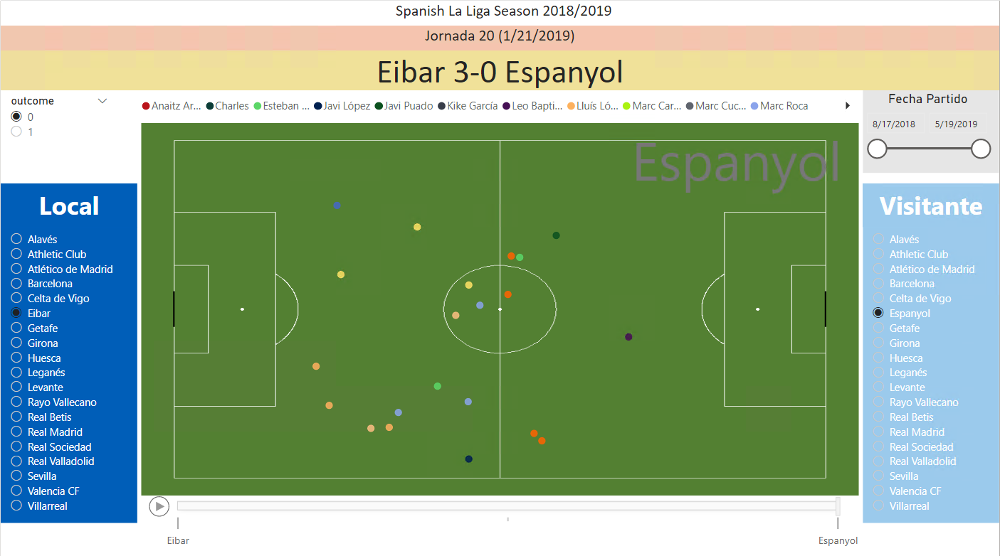 Spanish La Liga Season 2018/2019
Jornada 20 (1/21/2019)
Eibar 3-0 Espanyol
outcome
0
1
Anaitz Ar... Charles Esteban ... Javi López Javi Puado Kike García Leo Bapti... Lluís Ló... Marc Car... Marc Cuc... Marc Roca
Fecha Partido
8/17/2018 5/19/2019
Espanyol
Local
Alavés
Athletic Club
Atlético de Madrid
Barcelona
Celta de Vigo
Eibar
Getafe
Girona
Huesca
Leganés
Levante
Rayo Vallecano
Real Betis
Real Madrid
Real Sociedad
Real Valladolid
Sevilla
Valencia CF
Villarreal
Visitante
Alavés
Athletic Club
Atlético de Madrid
Barcelona
Celta de Vigo
Espanyol
Getafe
Girona
Huesca
Leganés
Levante
Rayo Vallecano
Real Betis
Real Madrid
Real Sociedad
Real Valladolid
Sevilla
Valencia CF
Villarreal
Eibar Espanyol